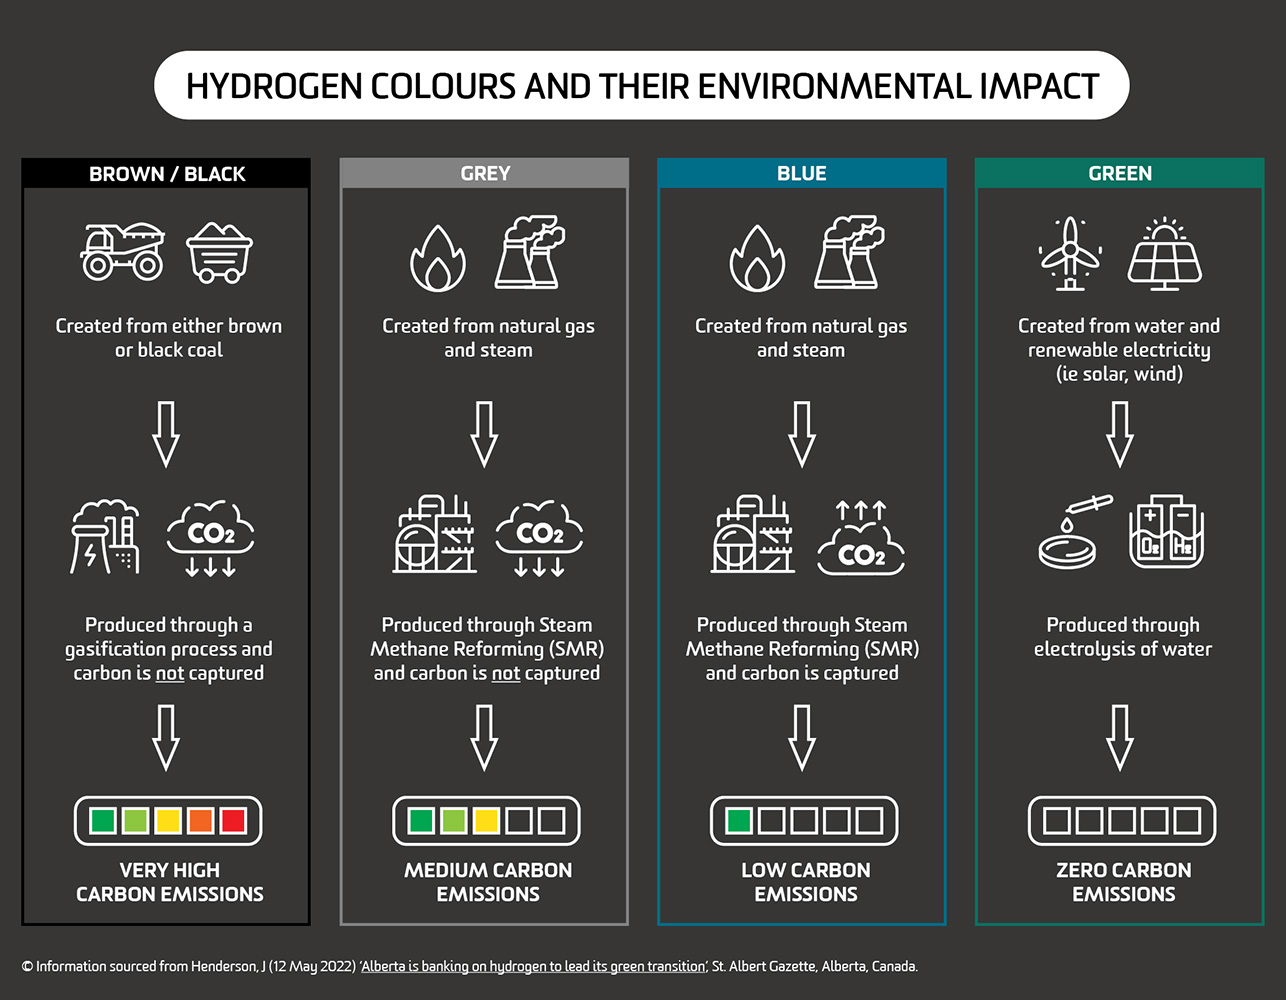 HYDROGEN COLOURS AND THEIR ENVIRONMENTAL IMPACT
BROWN / BLACK
Created from either brown
or black coal
CO2
Produced through a
gasification process and
carbon is not captured
VERY HIGH
CARBON EMISSIONS
GREY
Created from natural gas
and steam
CO2
Produced through Steam
Methane Reforming (SMR)
and carbon is not captured
MEDIUM CARBON
EMISSIONS
BLUE
Created from natural gas
and steam
CO2
Produced through Steam
Methane Reforming (SMR)
and carbon is captured
LOW CARBON
EMISSIONS
GREEN
Created from water and
renewable electricity
(ie solar, wind)
+ −
O2 H2
Produced through
electrolysis of water
ZERO CARBON
EMISSIONS
© Information sourced from Henderson, J (12 May 2022) ‘Alberta is banking on hydrogen to lead its green transition’, St. Albert Gazette, Alberta, Canada.